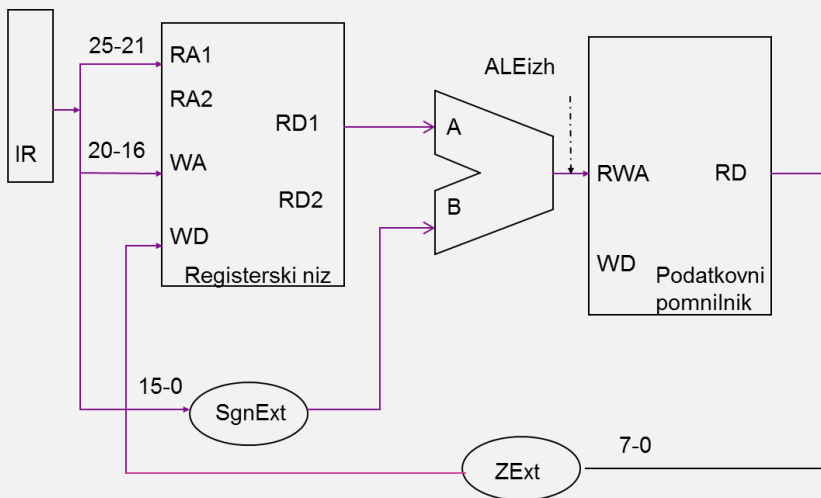 25-21
RA1
RA2
RD1
IR
20-16
WA
RD2
WD
Registerski niz
A
B
ALEizh
RWA
RD
WD
Podatkovni
pomnilnik
15-0
SgnExt
7-0
ZExt